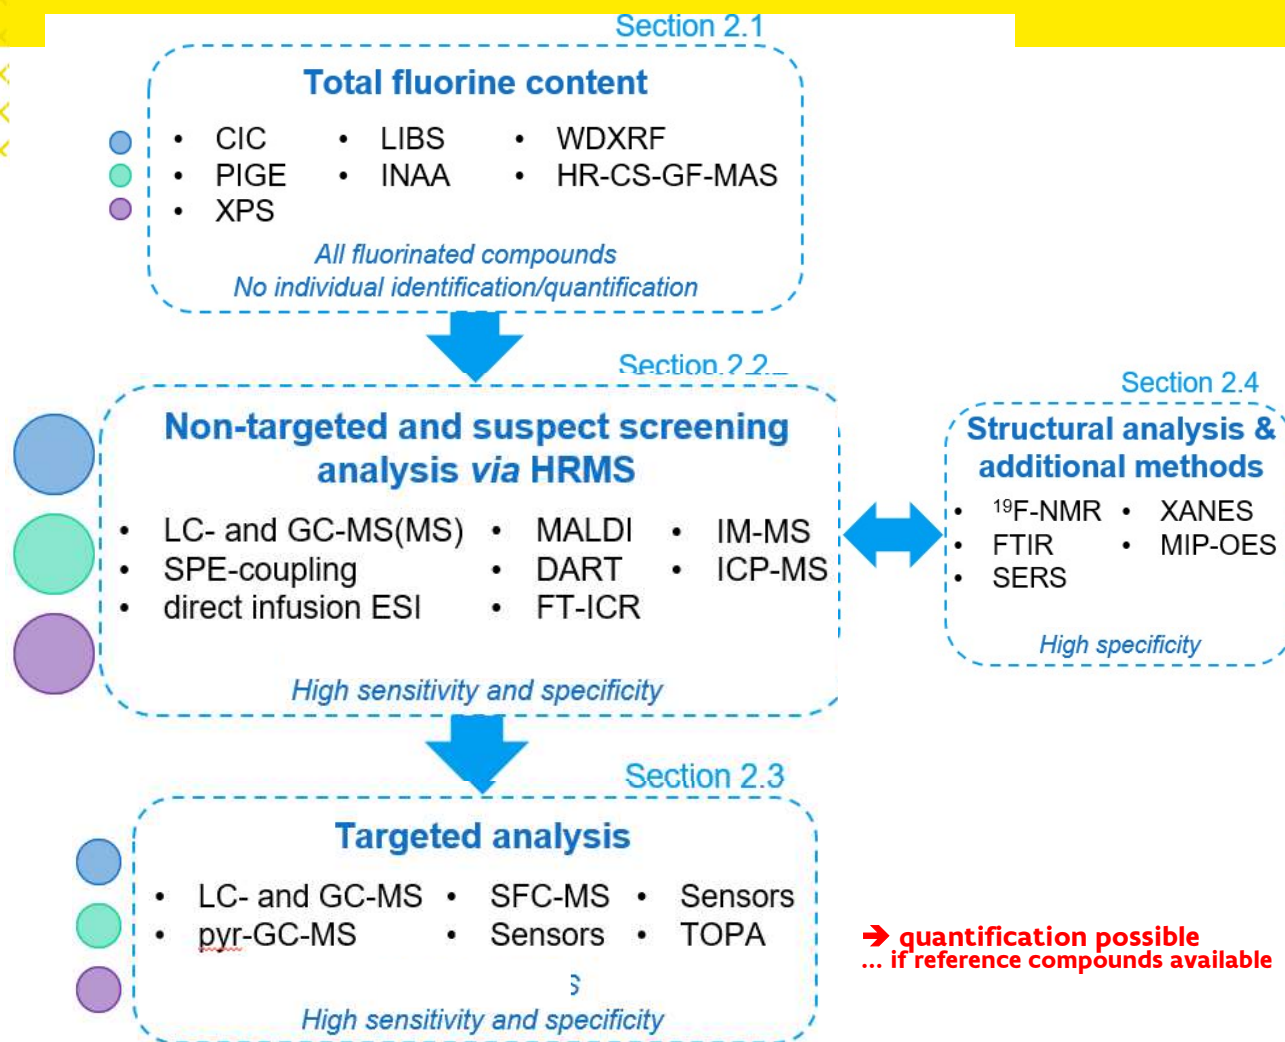 Section 2.1
Total fluorine content
• CIC • LIBS • WDXRF
• PIGE • INAA • HR-CS-GF-MAS
• XPS
All fluorinated compounds
No individual identification/quantification
Section 2.2
Non-targeted and suspect screening
analysis via HRMS
• LC- and GC-MS(MS) • MALDI • IM-MS
• SPE-coupling • DART • ICP-MS
• direct infusion ESI • FT-ICR
High sensitivity and specificity
Section 2.4
Structural analysis &
additional methods
• ¹⁹F-NMR • XANES
• FTIR • MIP-OES
• SERS
High specificity
Section 2.3
Targeted analysis
• LC- and GC-MS • SFC-MS • Sensors
• pyr-GC-MS • Sensors • TOPA
High sensitivity and specificity
➔ quantification possible
... if reference compounds available